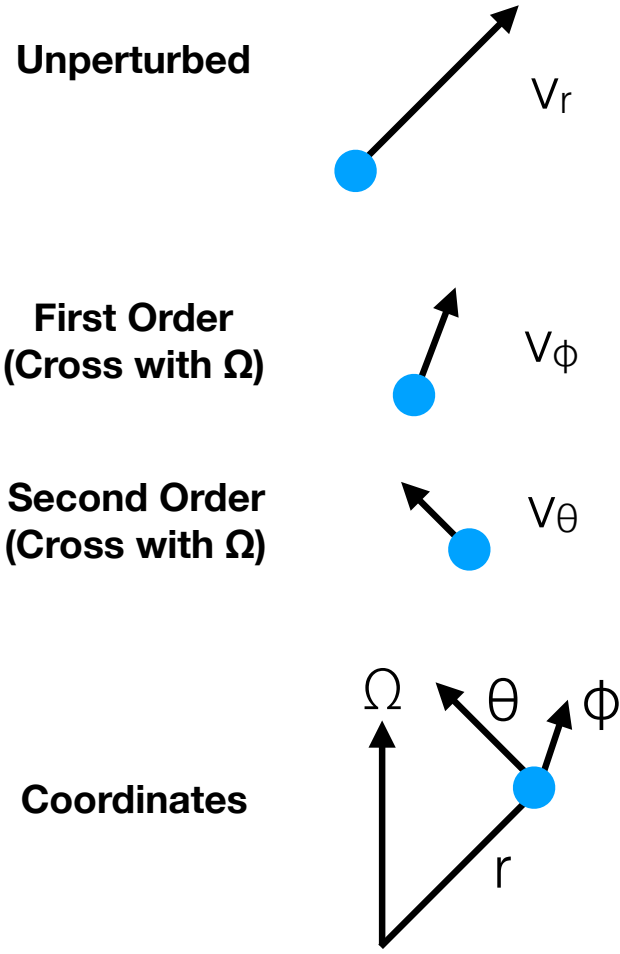 Unperturbed
vr
First Order
(Cross with Ω)
vϕ
Second Order
(Cross with Ω)
vθ
Ω
θ
ϕ
Coordinates
r